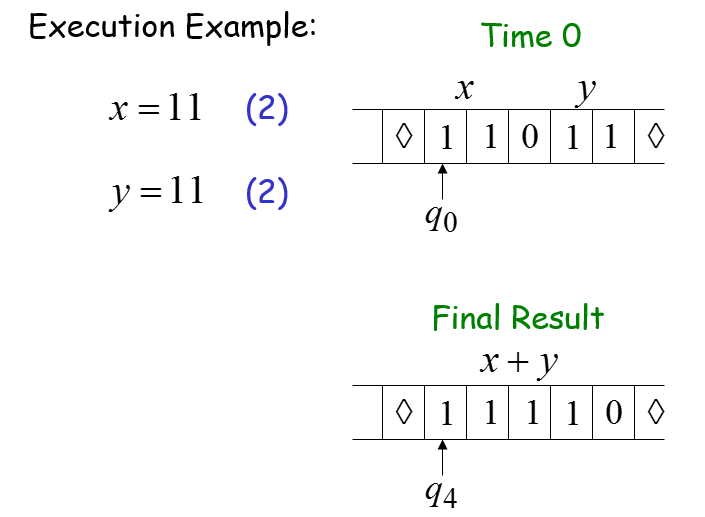 Execution Example:
x = 11 (2)
y = 11 (2)
Time 0
x y
◊ 1 1 0 1 1 ◊
q0
Final Result
x + y
◊ 1 1 1 1 0 ◊
q4